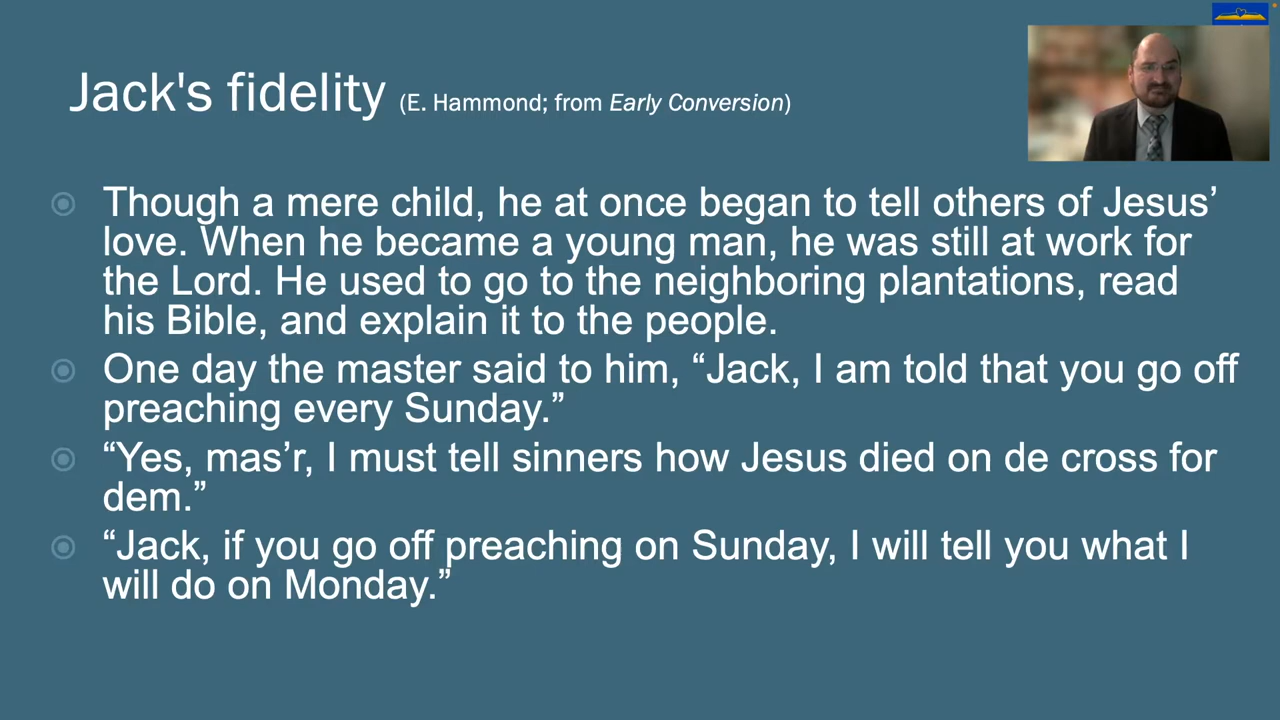 Jack's fidelity (E. Hammond; from Early Conversion)
Though a mere child, he at once began to tell others of Jesus’
love. When he became a young man, he was still at work for
the Lord. He used to go to the neighboring plantations, read
his Bible, and explain it to the people.
One day the master said to him, “Jack, I am told that you go off
preaching every Sunday.”
“Yes, mas’r, I must tell sinners how Jesus died on de cross for
dem.”
“Jack, if you go off preaching on Sunday, I will tell you what I
will do on Monday.”